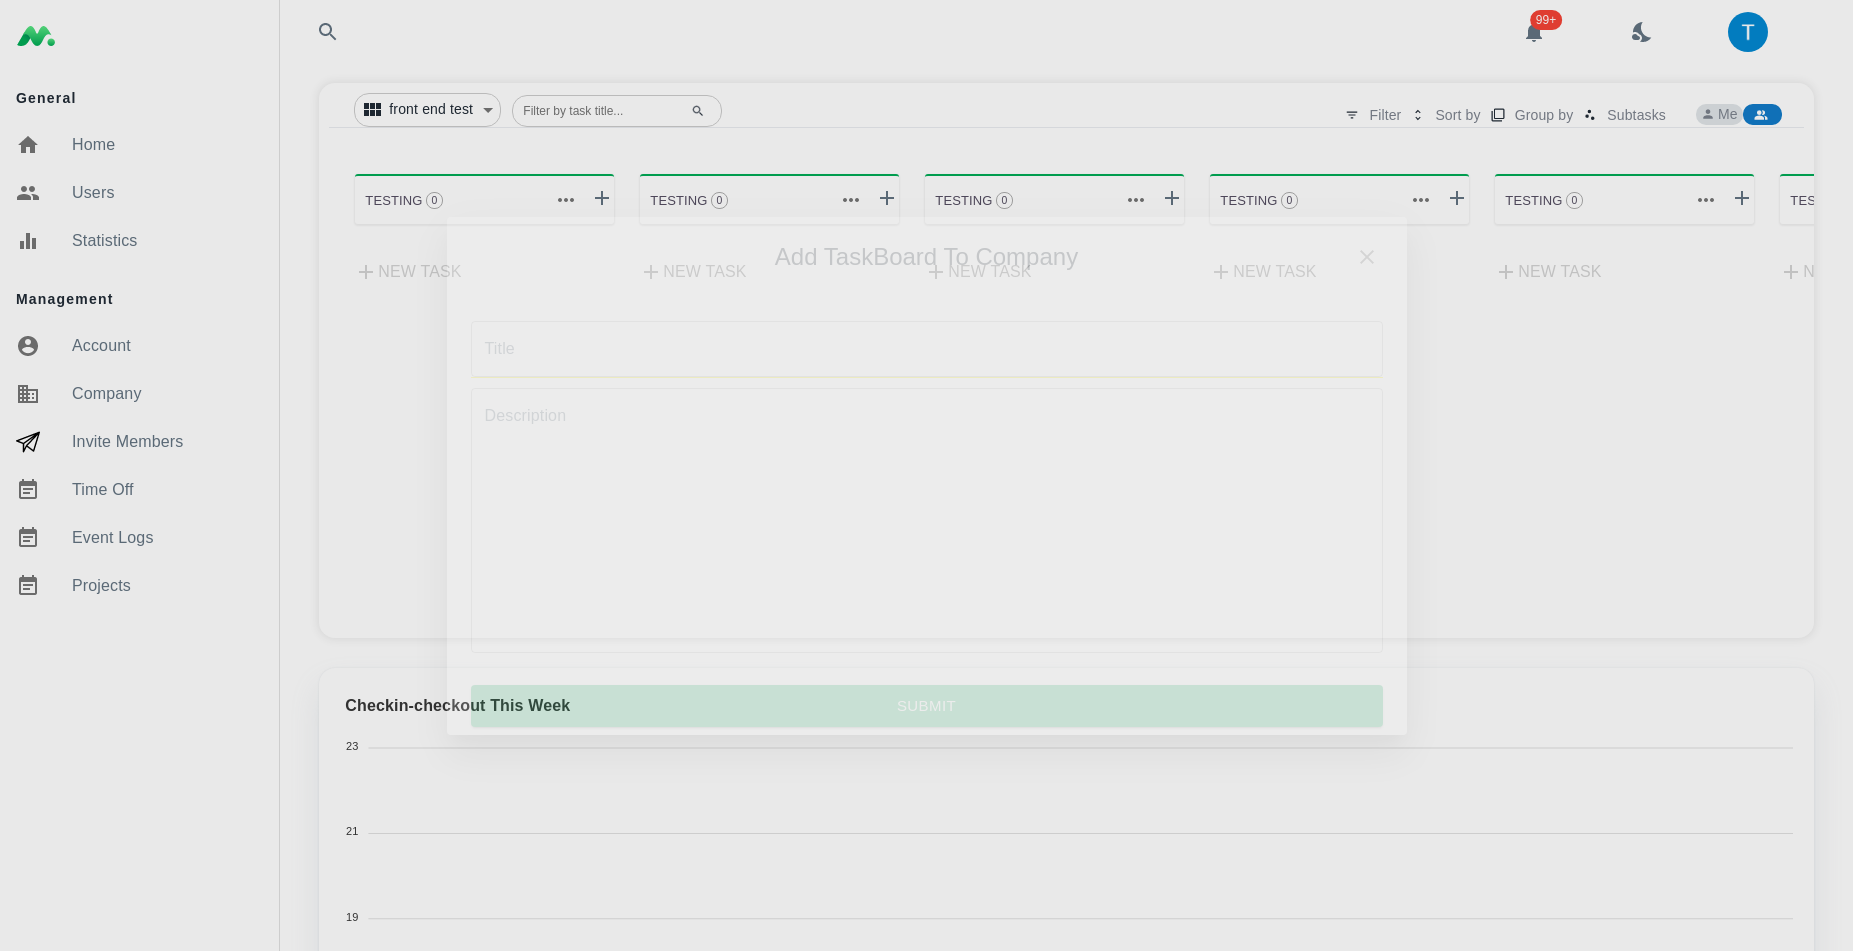 99+
T
General
Home
Users
Statistics
Management
Account
Company
Invite Members
Time Off
Event Logs
Projects
front end test
Filter by task title...
Filter
Sort by
Group by
Subtasks
Me
TESTING 0
TESTING 0
TESTING 0
TESTING 0
TESTING 0
TES
NEW TASK
NEW TASK
NEW TASK
NEW TASK
NEW TASK
N
Add TaskBoard To Company
Title
Description
SUBMIT
Checkin-checkout This Week
23
21
19